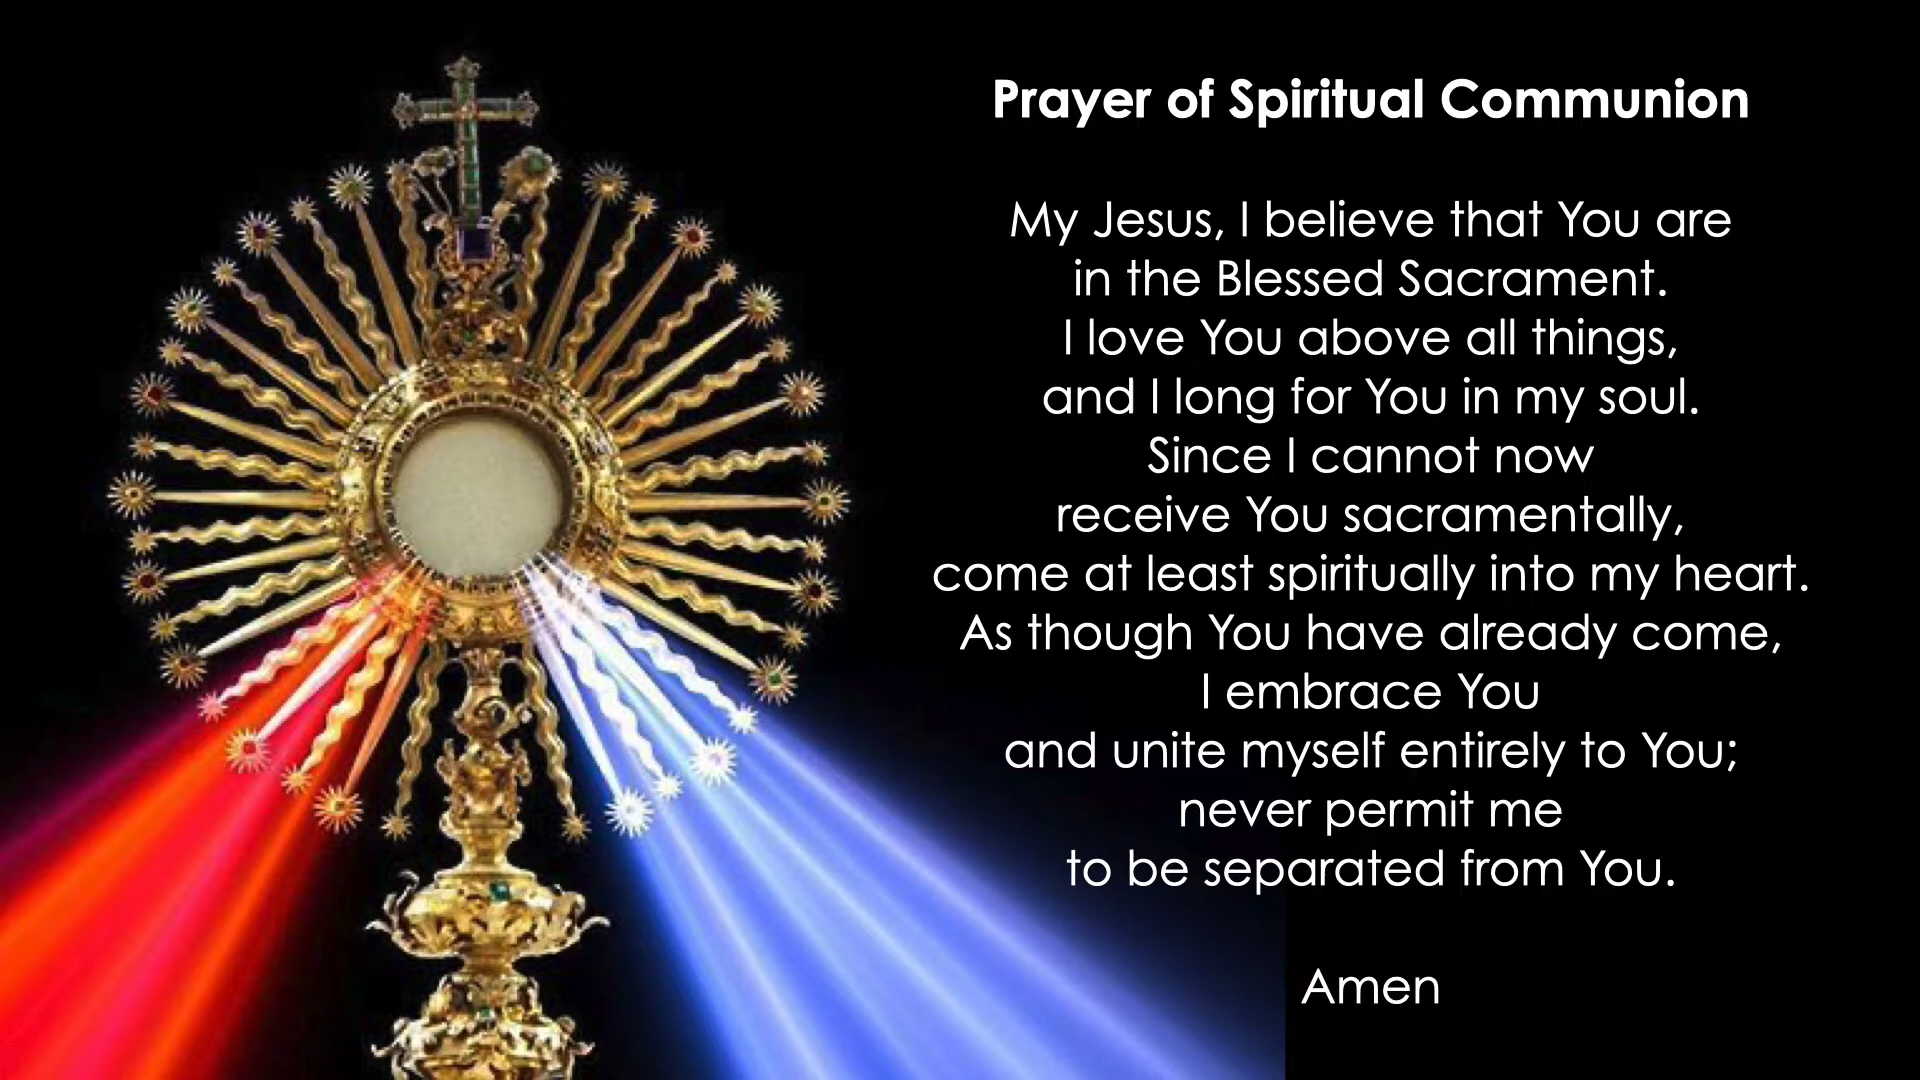 Prayer of Spiritual Communion
My Jesus, I believe that You are
in the Blessed Sacrament.
I love You above all things,
and I long for You in my soul.
Since I cannot now
receive You sacramentally,
come at least spiritually into my heart.
As though You have already come,
I embrace You
and unite myself entirely to You;
never permit me
to be separated from You.
Amen